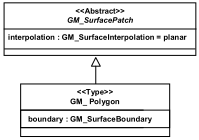 <<Abstract>>
GM_SurfacePatch
interpolation : GM_SurfaceInterpolation = planar
<<Type>>
GM_ Polygon
boundary : GM_SurfaceBoundary